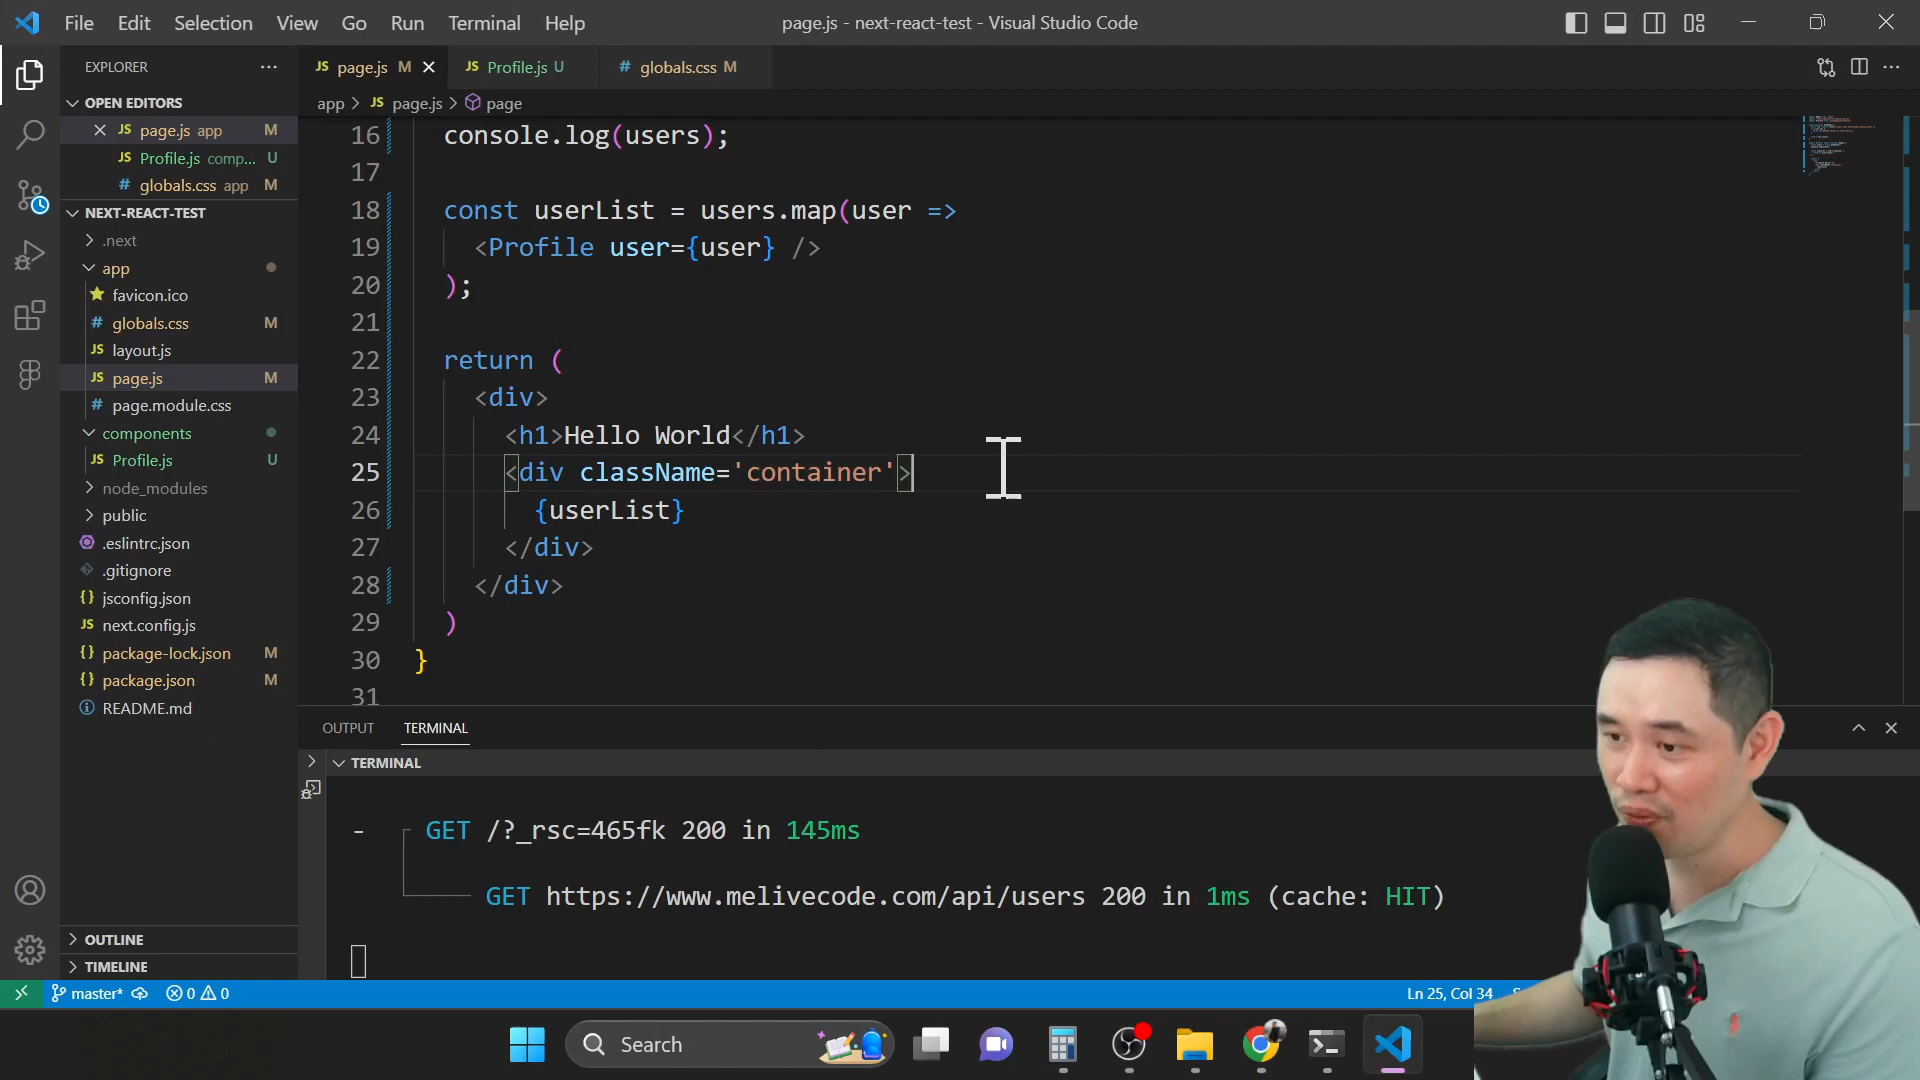 File Edit Selection View Go Run Terminal Help
page.js - next-react-test - Visual Studio Code
EXPLORER
OPEN EDITORS
JS page.js app M
JS Profile.js comp... U
# globals.css app M
NEXT-REACT-TEST
.next
app
favicon.ico
# globals.css M
JS layout.js
JS page.js M
# page.module.css
components
JS Profile.js U
node_modules
public
.eslintrc.json
.gitignore
{} jsconfig.json
JS next.config.js
{} package-lock.json M
{} package.json M
README.md
OUTLINE
TIMELINE
JS page.js M
JS Profile.js U
# globals.css M
app > JS page.js > page
16 console.log(users);
17
18 const userList = users.map(user =>
19 <Profile user={user} />
20 );
21
22 return (
23 <div>
24 <h1>Hello World</h1>
25 <div className='container'>
26 {userList}
27 </div>
28 </div>
29 )
30 }
31
OUTPUT TERMINAL
TERMINAL
- GET /?_rsc=465fk 200 in 145ms
GET https://www.melivecode.com/api/users 200 in 1ms (cache: HIT)
master* 0 0
Ln 25, Col 34
Search